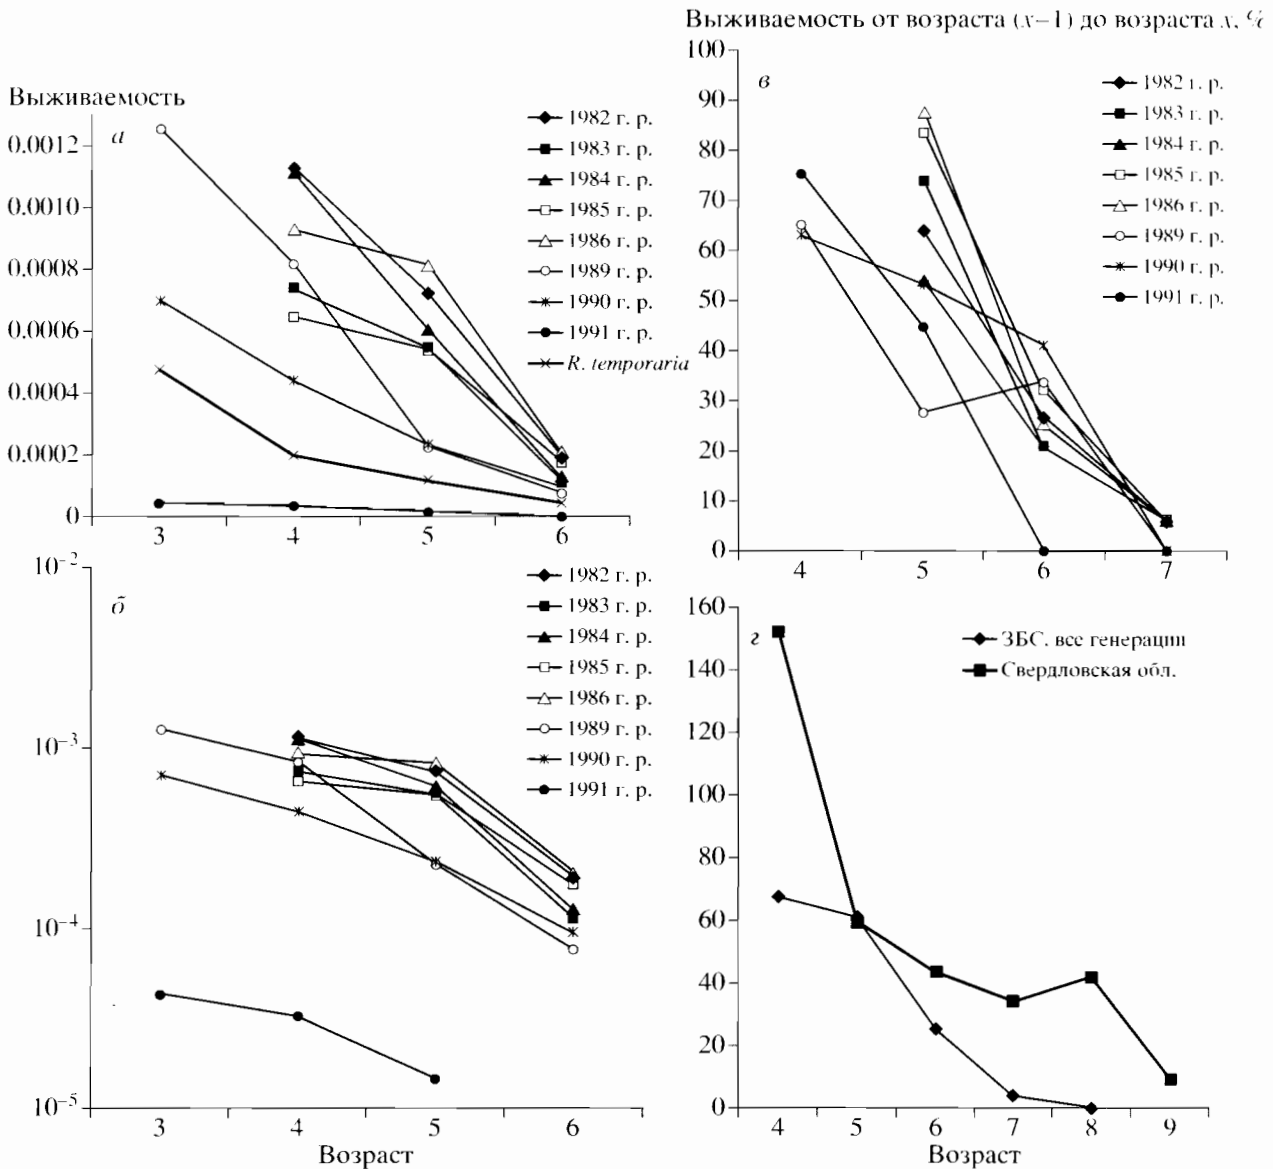 Выживаемость
а
0.0012
0.0010
0.0008
0.0006
0.0004
0.0002
0
3 4 5 6
1982 г. р.
1983 г. р.
1984 г. р.
1985 г. р.
1986 г. р.
1989 г. р.
1990 г. р.
1991 г. р.
R. temporaria
Выживаемость от возраста (x–1) до возраста x, %
в
100
90
80
70
60
50
40
30
20
10
0
4 5 6 7
1982 г. р.
1983 г. р.
1984 г. р.
1985 г. р.
1986 г. р.
1989 г. р.
1990 г. р.
1991 г. р.
б
10⁻²
10⁻³
10⁻⁴
10⁻⁵
3 4 5 6
Возраст
1982 г. р.
1983 г. р.
1984 г. р.
1985 г. р.
1986 г. р.
1989 г. р.
1990 г. р.
1991 г. р.
г
160
140
120
100
80
60
40
20
0
4 5 6 7 8 9
Возраст
ЗБС, все генерации
Свердловская обл.